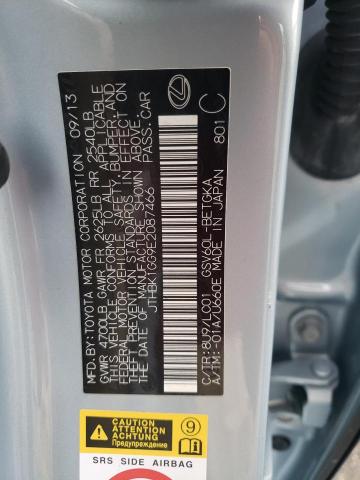 MFD. BY: TOYOTA MOTOR CORPORATION 09/13
GVWR 4700LB GAWR FR 2625LB RR 2540LB
THIS VEHICLE CONFORMS TO ALL APPLICABLE
FEDERAL MOTOR VEHICLE SAFETY, BUMPER, AND
THEFT PREVENTION STANDARDS IN EFFECT ON
THE DATE OF MANUFACTURE SHOWN ABOVE.
JTHBK1GG9E2087466 PASS.CAR
C/TR: 8U9/LC01 GSV60L-BETGKA
A/TM: -01A/U660E MADE IN JAPAN
801 C
CAUTION
ATTENTION
ACHTUNG
Предупреждение
9
SRS SIDE AIRBAG